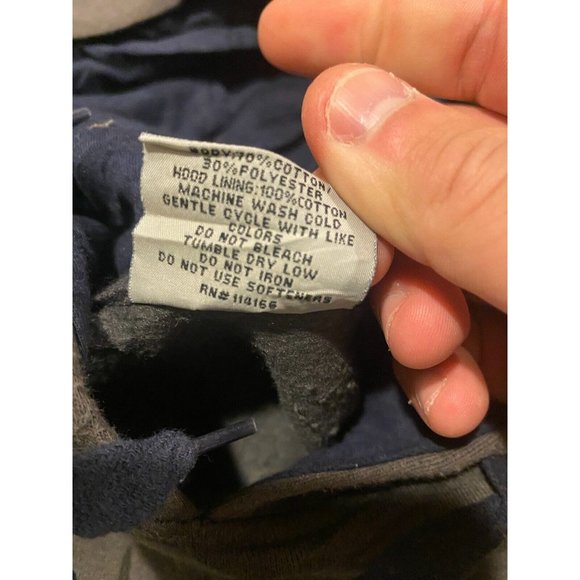 BODY:70%COTTON/
30%POLYESTER
HOOD LINING:100%COTTON
MACHINE WASH COLD
GENTLE CYCLE WITH LIKE
COLORS
DO NOT BLEACH
TUMBLE DRY LOW
DO NOT IRON
DO NOT USE SOFTENERS
RN# 114166